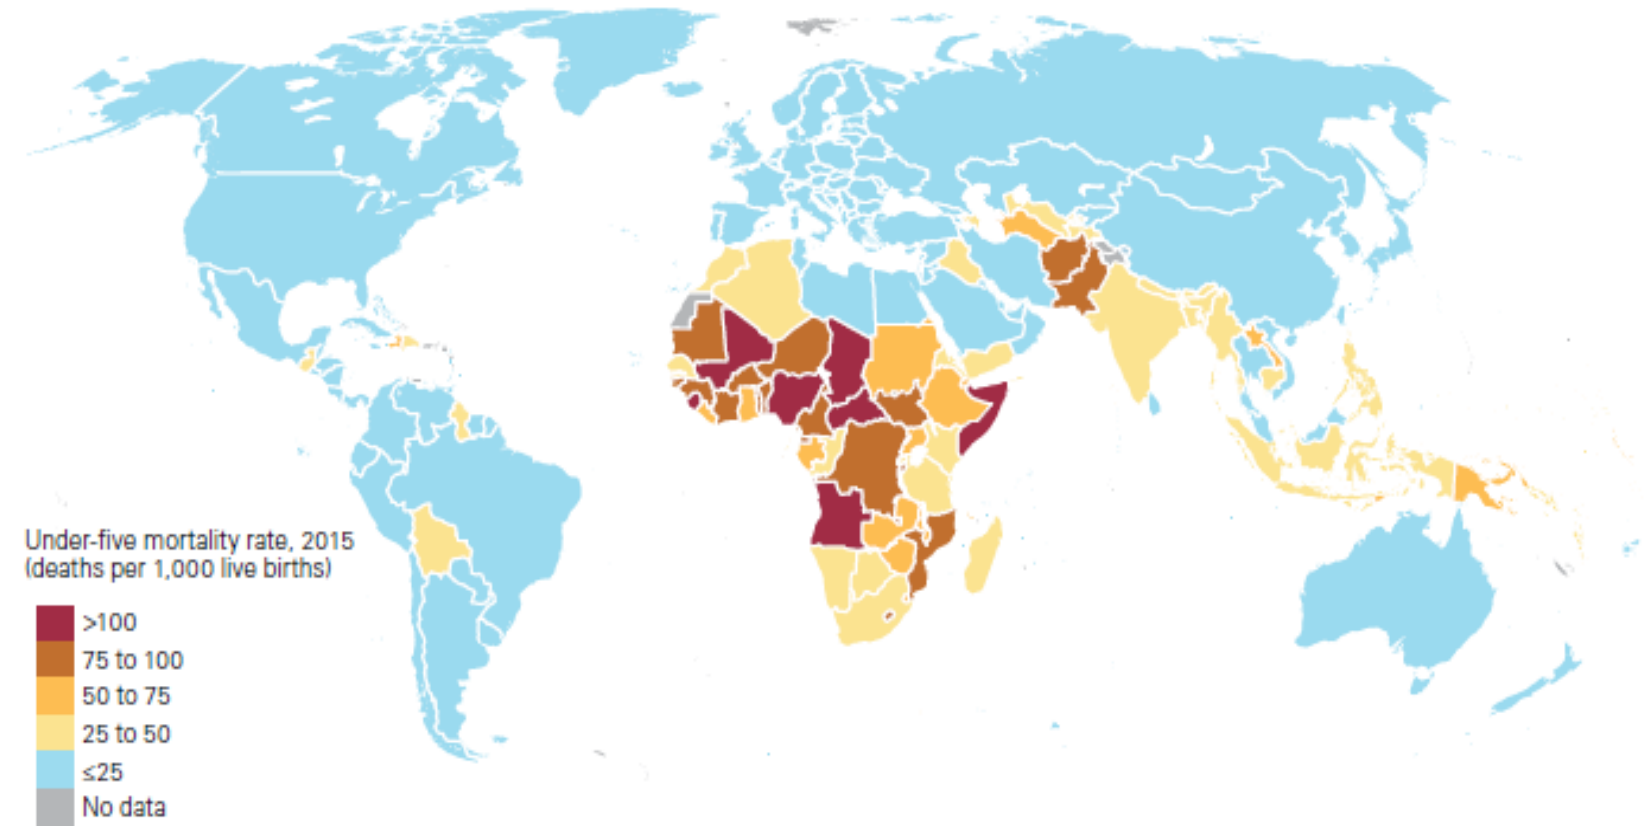 Under-five mortality rate, 2015
(deaths per 1,000 live births)
>100
75 to 100
50 to 75
25 to 50
≤25
No data